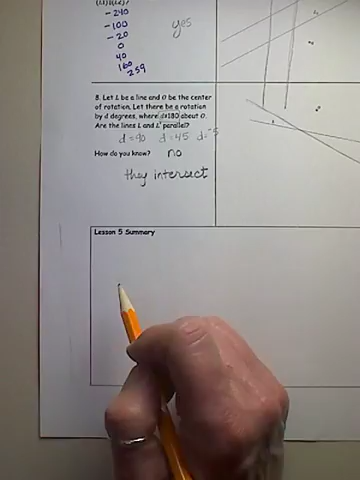 -240
-100
-20
0
40
160
259
yes
8. Let L be a line and O be the center
of rotation. Let there be a rotation
by d degrees, where d≠180 about O.
Are the lines L and L' parallel?
d=90 d=45 d=-5
How do you know? no
they intersect
Lesson 5 Summary